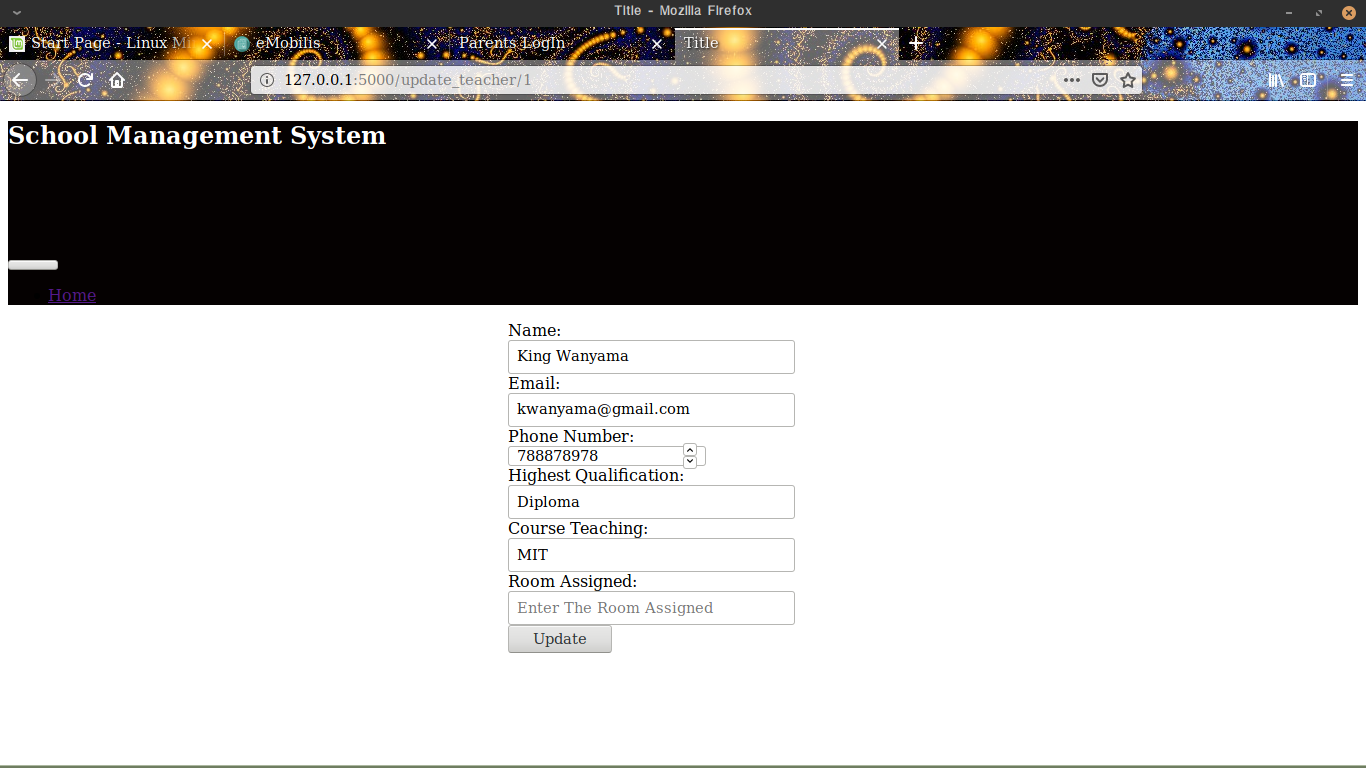 Title - Mozilla Firefox
Start Page - Linux Mi
eMobilis
Parents LogIn
Title
127.0.0.1:5000/update_teacher/1
School Management System
Home
Name:
King Wanyama
Email:
kwanyama@gmail.com
Phone Number:
788878978
Highest Qualification:
Diploma
Course Teaching:
MIT
Room Assigned:
Enter The Room Assigned
Update